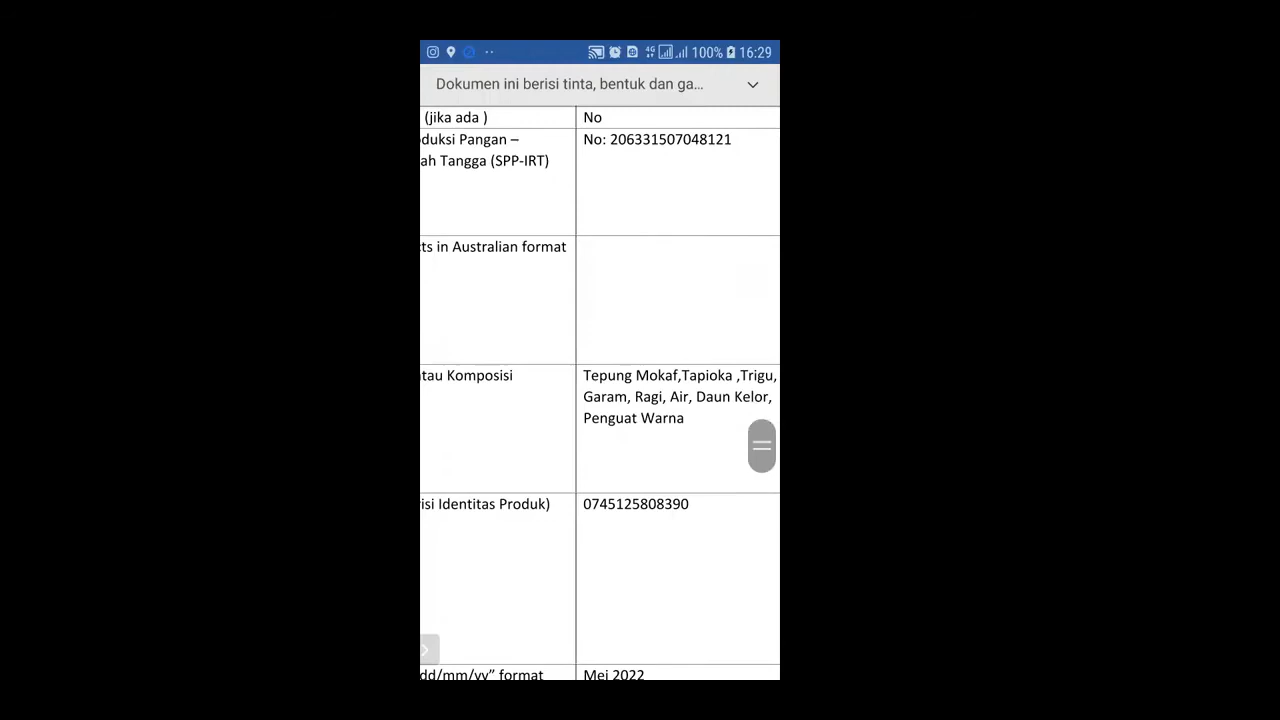 100% 16:29
Dokumen ini berisi tinta, bentuk dan ga...
(jika ada ) No
duksi Pangan – No: 206331507048121
ah Tangga (SPP-IRT)
ts in Australian format
tau Komposisi Tepung Mokaf,Tapioka ,Trigu,
Garam, Ragi, Air, Daun Kelor,
Penguat Warna
isi Identitas Produk) 0745125808390
dd/mm/yy” format Mei 2022